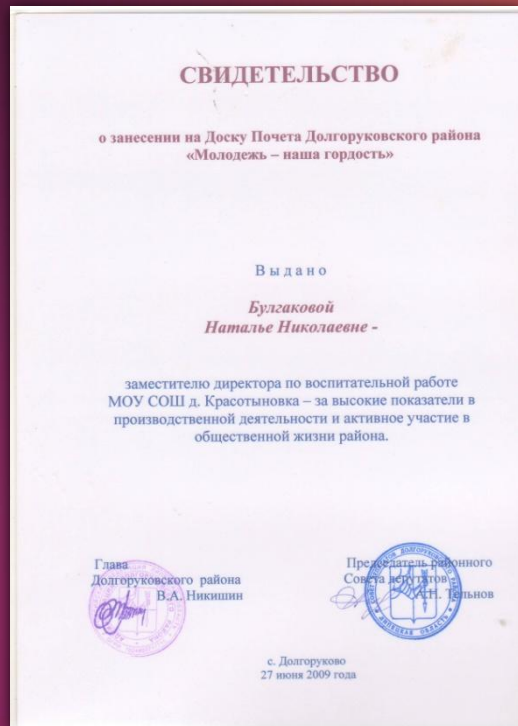 СВИДЕТЕЛЬСТВО
о занесении на Доску Почета Долгоруковского района
«Молодежь – наша гордость»
Выдано
Булгаковой
Наталье Николаевне -
заместителю директора по воспитательной работе
МОУ СОШ д. Красотыновка – за высокие показатели в
производственной деятельности и активное участие в
общественной жизни района.
Глава
Долгоруковского района
В.А. Никишин
Председатель районного
Совета депутатов
А.Н. Тельнов
с. Долгоруково
27 июня 2009 года